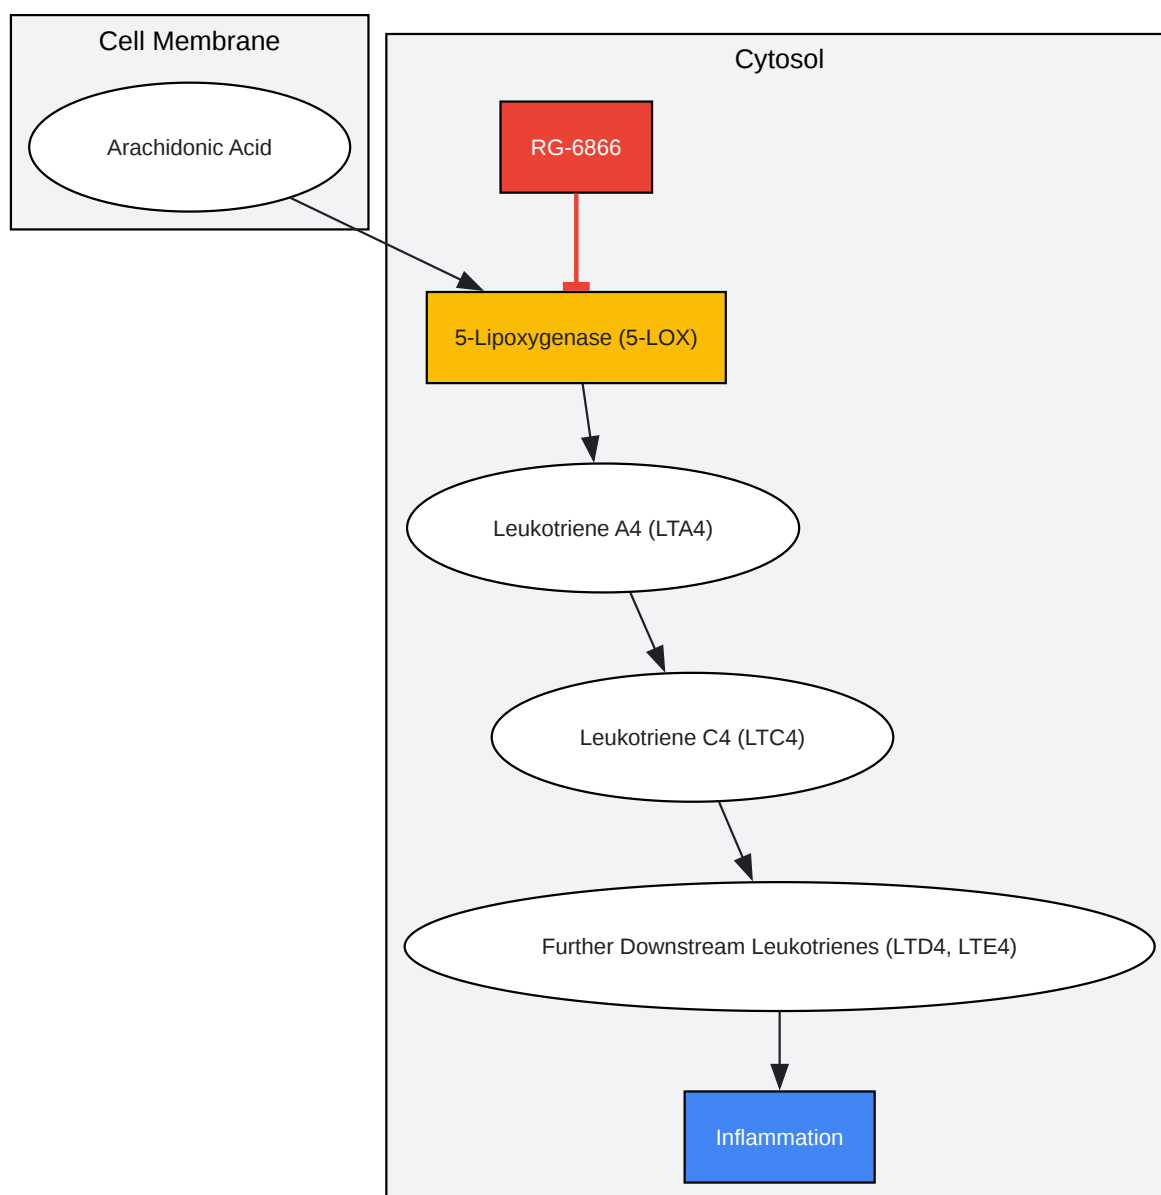 Cell Membrane
Arachidonic Acid
Cytosol
RG-6866
5-Lipoxygenase (5-LOX)
Leukotriene A4 (LTA4)
Leukotriene C4 (LTC4)
Further Downstream Leukotrienes (LTD4, LTE4)
Inflammation